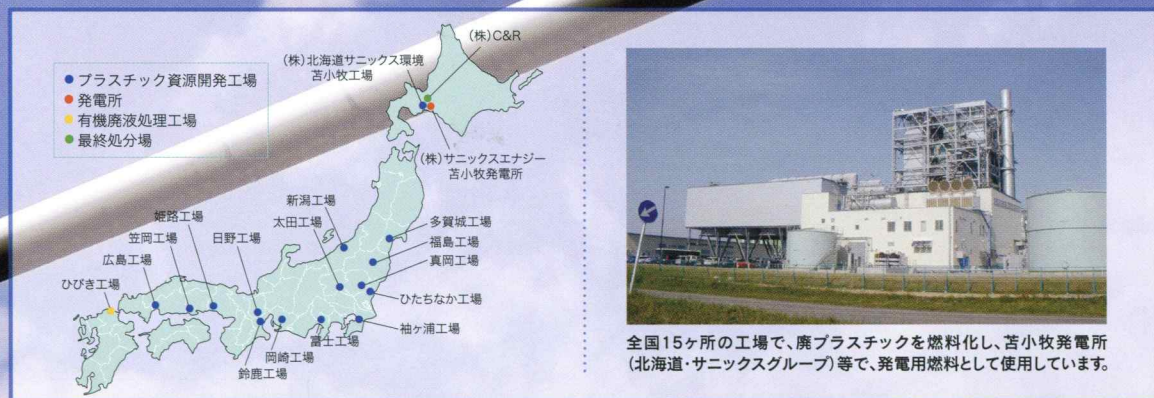 プラスチック資源開発工場
発電所
有機廃液処理工場
最終処分場
(株)C&R
(株)北海道サニックス環境
苫小牧工場
(株)サニックスエナジー
苫小牧発電所
新潟工場
太田工場
多賀城工場
福島工場
真岡工場
ひたちなか工場
袖ヶ浦工場
姫路工場
笠岡工場
日野工場
広島工場
ひびき工場
富士工場
岡崎工場
鈴鹿工場
全国15ヶ所の工場で、廃プラスチックを燃料化し、苫小牧発電所
(北海道・サニックスグループ)等で、発電用燃料として使用しています。